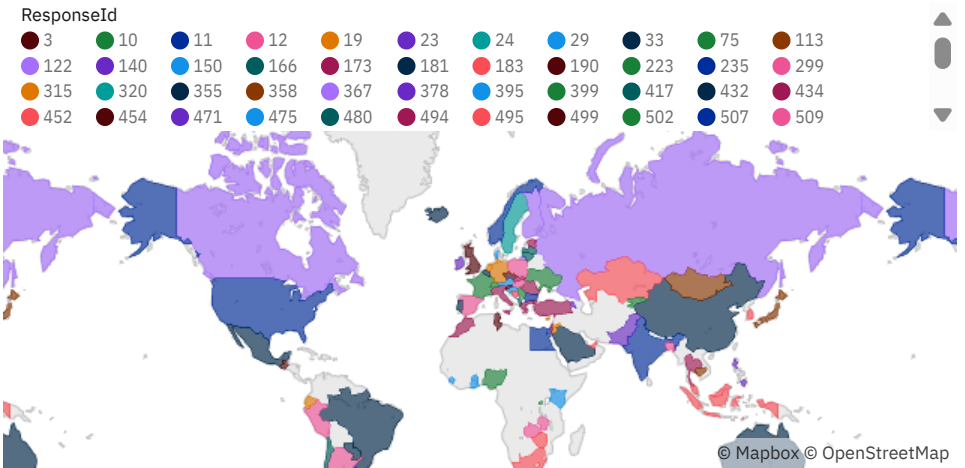 ResponseId
3 10 11 12 19 23 24 29 33 75 113
122 140 150 166 173 181 183 190 223 235 299
315 320 355 358 367 378 395 399 417 432 434
452 454 471 475 480 494 495 499 502 507 509
© Mapbox © OpenStreetMap